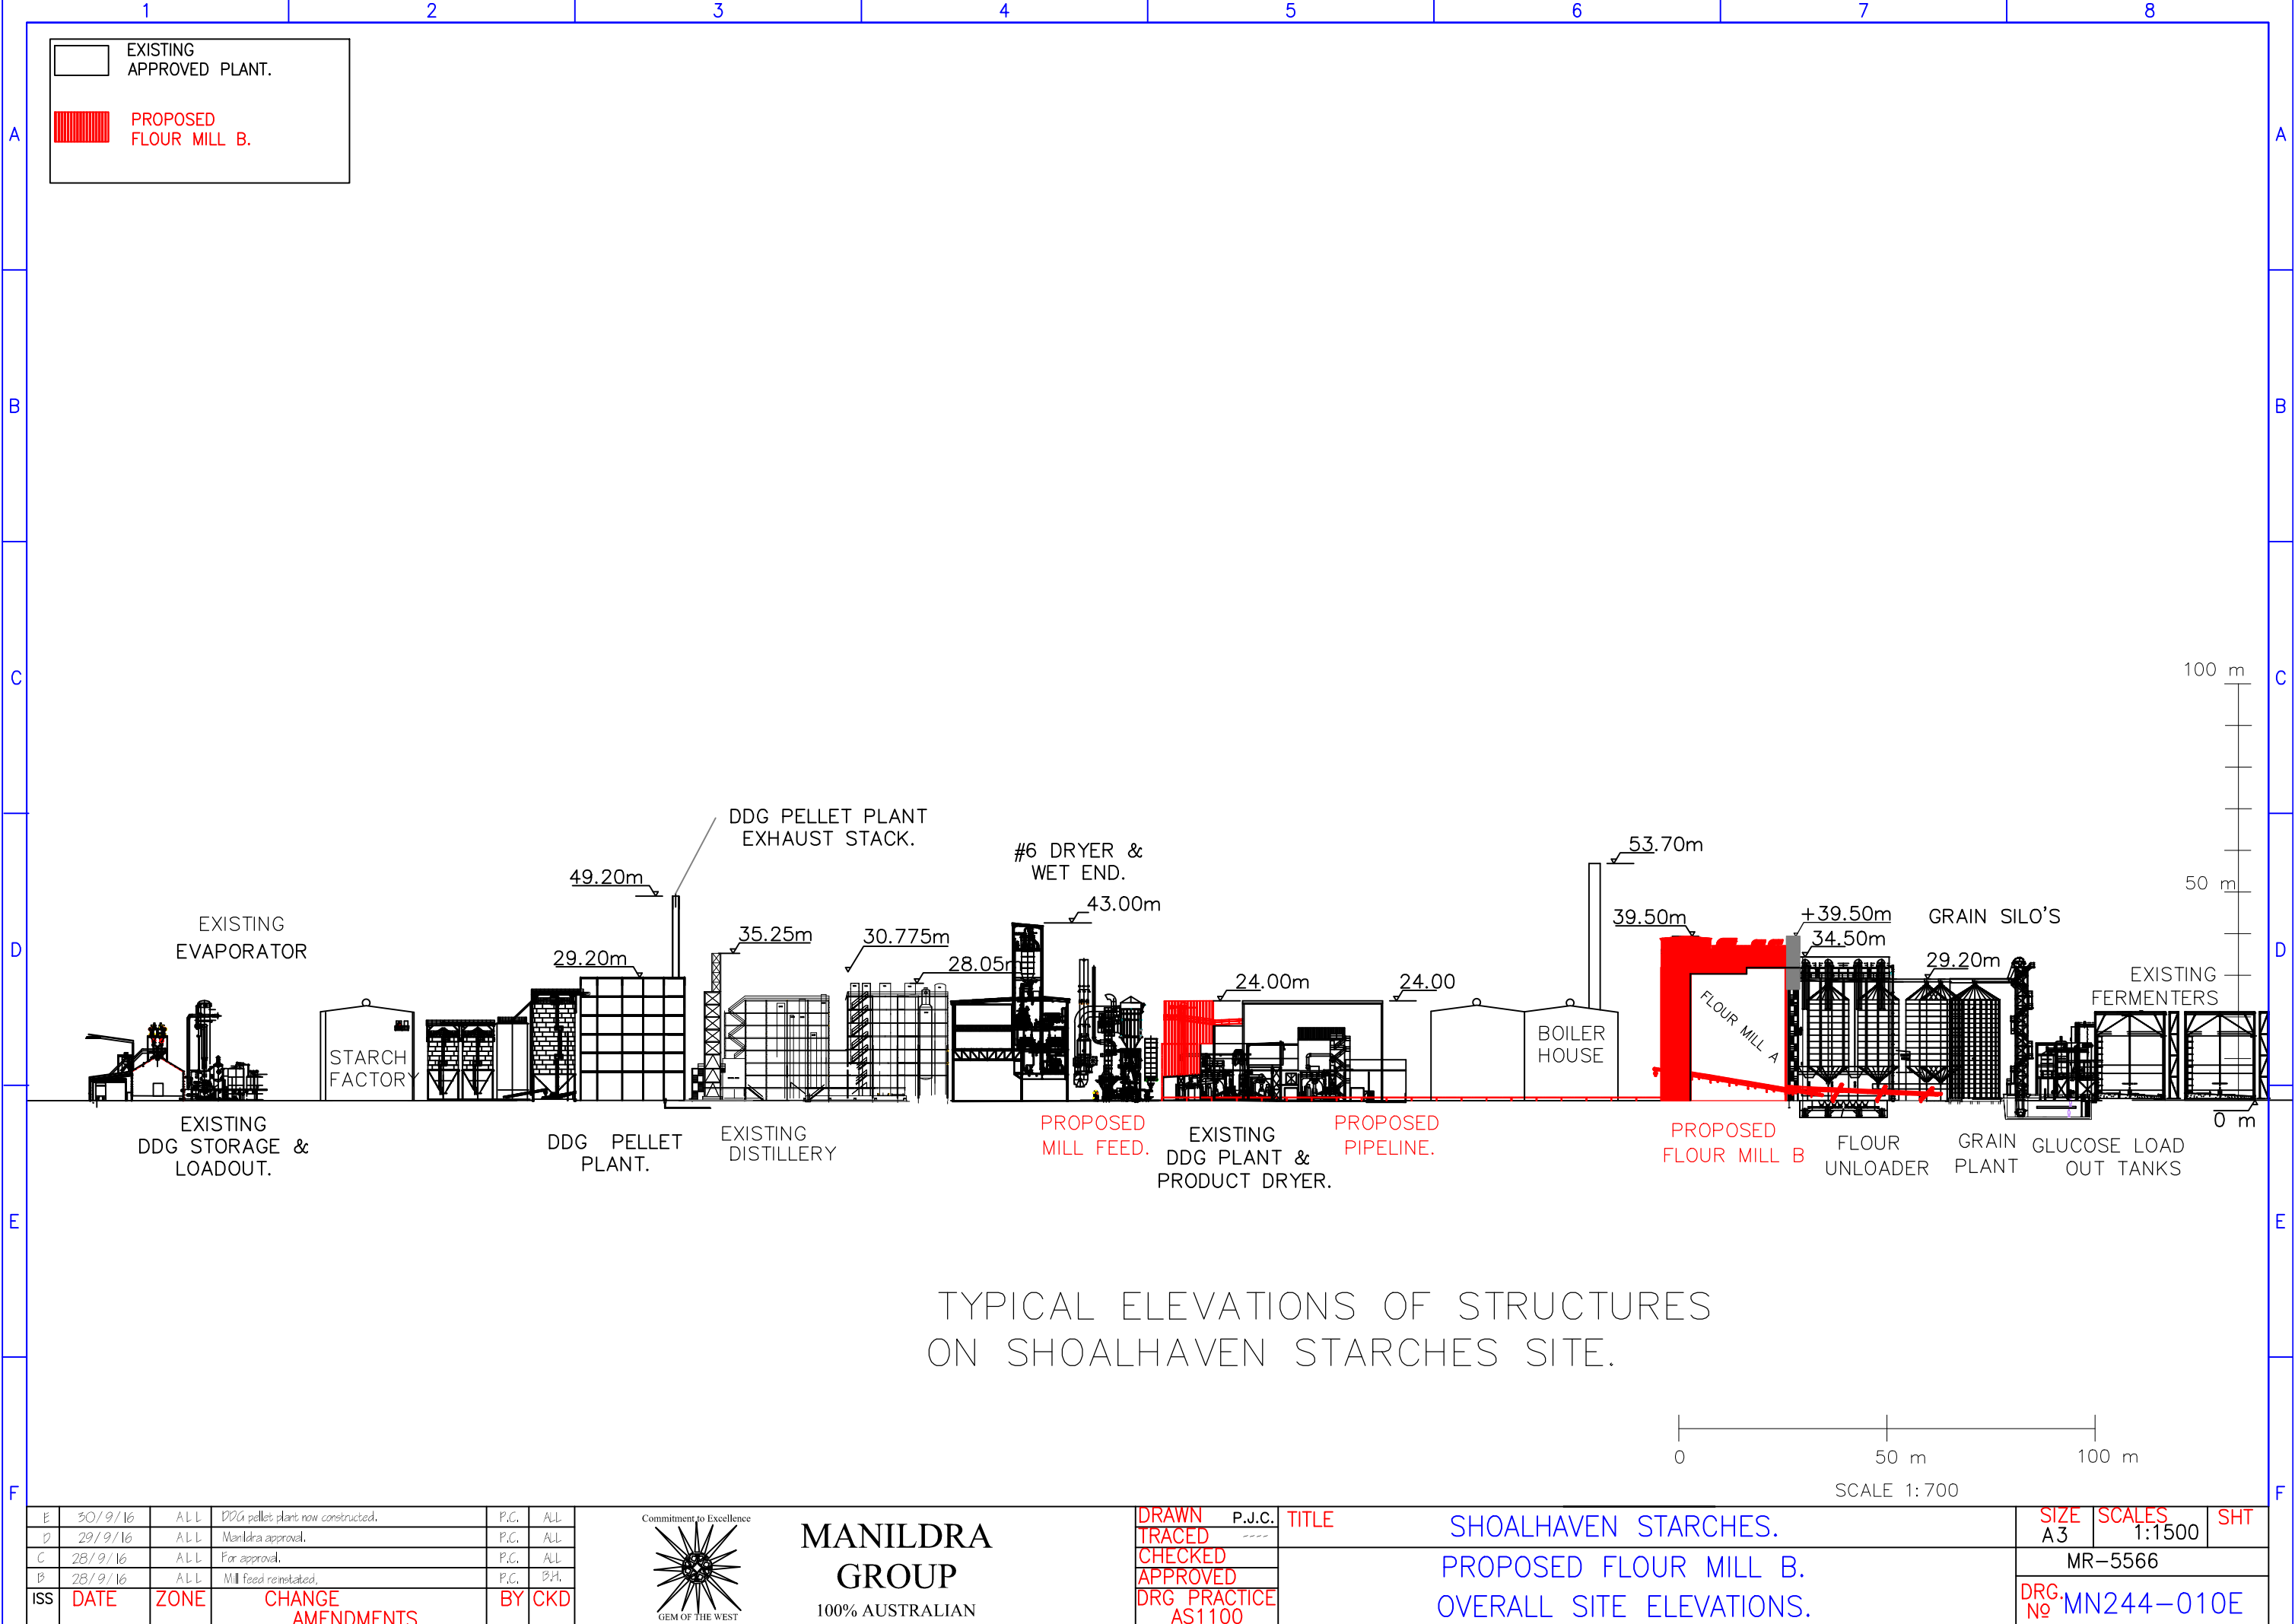 1 2 3 4 5 6 7 8
EXISTING
APPROVED PLANT.
PROPOSED
FLOUR MILL B.
A A
B B
C C
D D
E E
F F
100 m
50 m
0 m
DDG PELLET PLANT
EXHAUST STACK.
#6 DRYER &
WET END.
53.70m
49.20m
43.00m
39.50m
+39.50m
GRAIN SILO'S
EXISTING
EVAPORATOR
35.25m
30.775m
34.50m
29.20m
28.05m
29.20m
24.00m
24.00
EXISTING
FERMENTERS
FLOUR MILL A
BOILER
HOUSE
STARCH
FACTORY
EXISTING
DDG STORAGE &
LOADOUT.
DDG PELLET
PLANT.
EXISTING
DISTILLERY
PROPOSED
MILL FEED.
EXISTING
DDG PLANT &
PRODUCT DRYER.
PROPOSED
PIPELINE.
PROPOSED
FLOUR MILL B
FLOUR
UNLOADER
GRAIN
PLANT
GLUCOSE LOAD
OUT TANKS
TYPICAL ELEVATIONS OF STRUCTURES
ON SHOALHAVEN STARCHES SITE.
0 50 m 100 m
SCALE 1:700
E 30/9/16 ALL DDG pellet plant now constructed. P.C. ALL
D 29/9/16 ALL Manildra approval. P.C. ALL
C 28/9/16 ALL For approval. P.C. ALL
B 28/9/16 ALL Mill feed reinstated. P.C. B.H.
ISS DATE ZONE CHANGE BY CKD
AMENDMENTS
Commitment to Excellence
GEM OF THE WEST
MANILDRA
GROUP
100% AUSTRALIAN
DRAWN P.J.C.
TRACED ----
CHECKED
APPROVED
DRG PRACTICE
AS1100
TITLE
SHOALHAVEN STARCHES.
PROPOSED FLOUR MILL B.
OVERALL SITE ELEVATIONS.
SIZE SCALES SHT
A3 1:1500
MR-5566
DRG. Nº MN244-010E